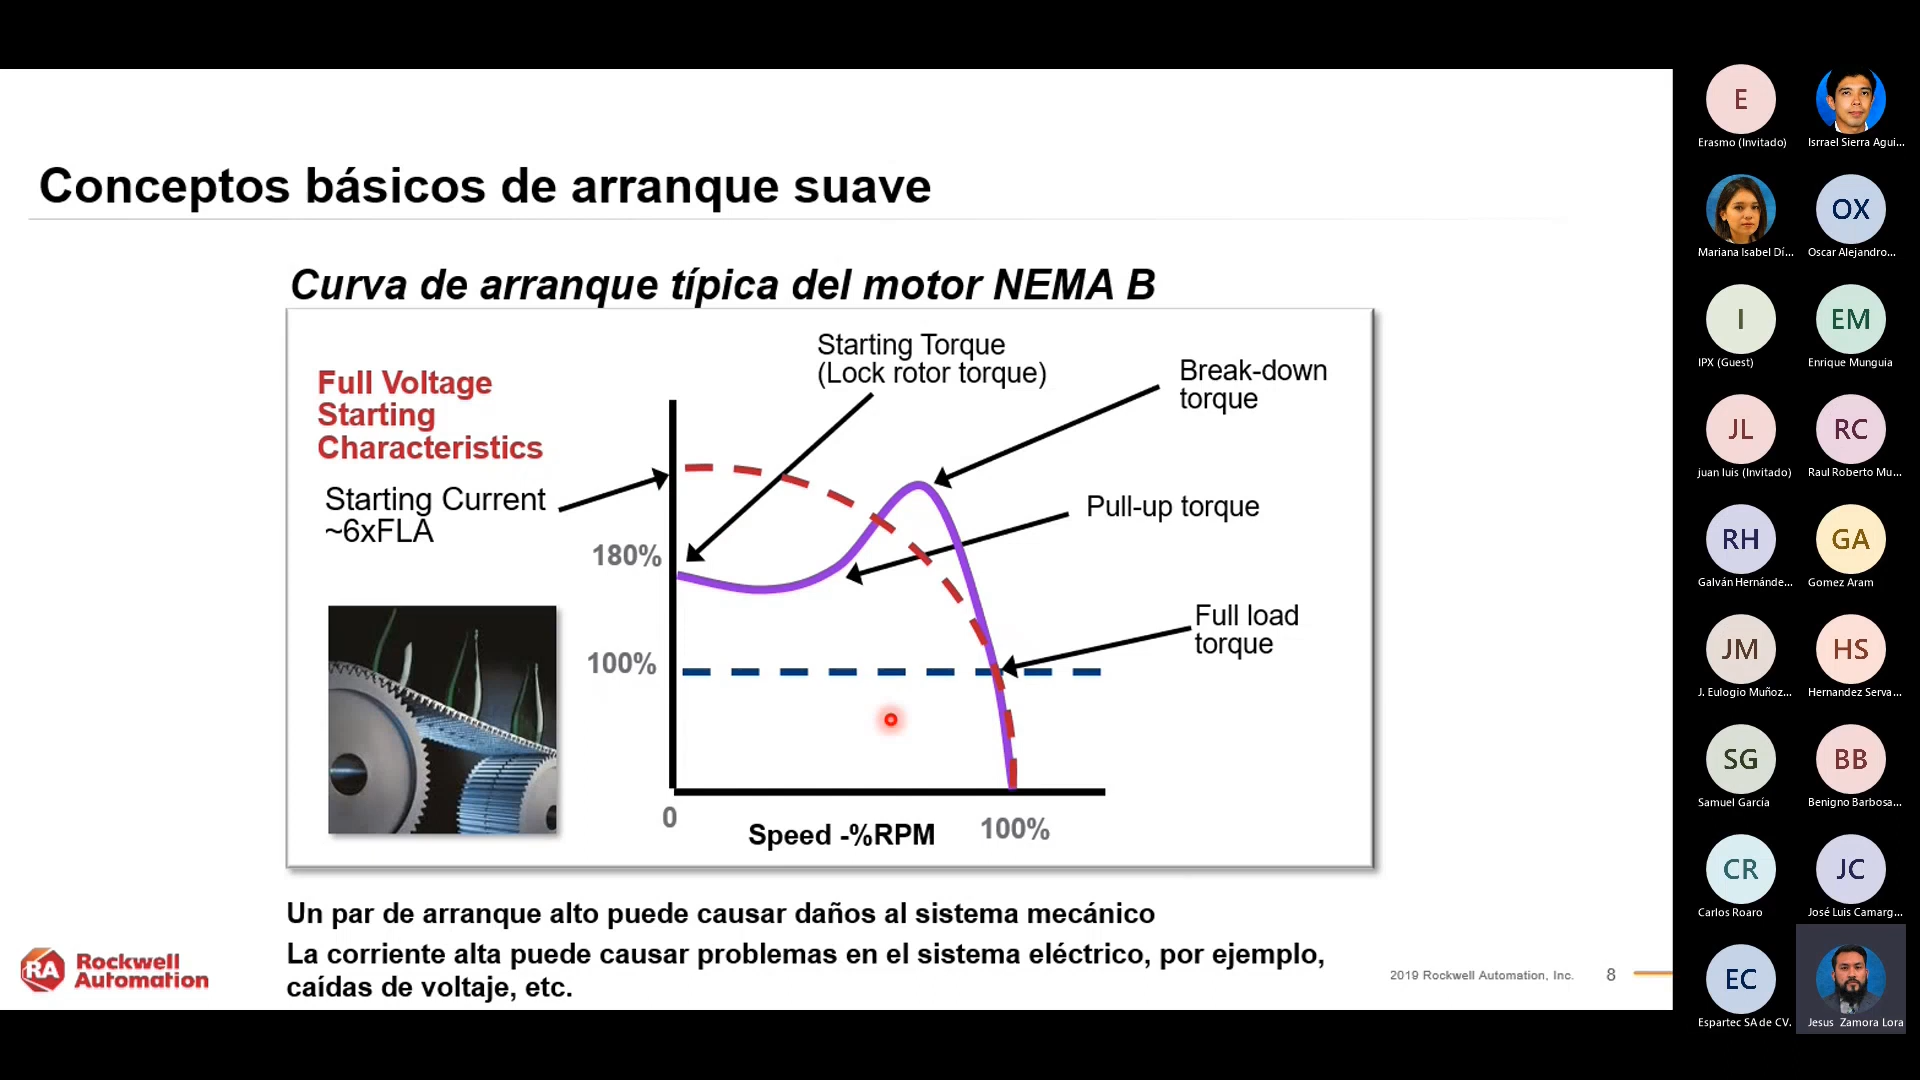 Conceptos básicos de arranque suave
Curva de arranque típica del motor NEMA B
Full Voltage
Starting
Characteristics
Starting Current
~6xFLA
Starting Torque
(Lock rotor torque)
Break-down
torque
Pull-up torque
Full load
torque
180%
100%
0
Speed -%RPM
100%
Un par de arranque alto puede causar daños al sistema mecánico
La corriente alta puede causar problemas en el sistema eléctrico, por ejemplo,
caídas de voltaje, etc.
RA
Rockwell
Automation
2019 Rockwell Automation, Inc.
8
E
Erasmo (Invitado)
Isrrael Sierra Agui...
Mariana Isabel Dí...
OX
Oscar Alejandro...
I
IPX (Guest)
EM
Enrique Munguia
JL
juan luis (Invitado)
RC
Raul Roberto Mu...
RH
Galván Hernánde...
GA
Gomez Aram
JM
J. Eulogio Muñoz...
HS
Hernandez Serva...
SG
Samuel García
BB
Benigno Barbosa...
CR
Carlos Roaro
JC
José Luis Camarg...
EC
Espartec SA de CV.
Jesus Zamora Lora